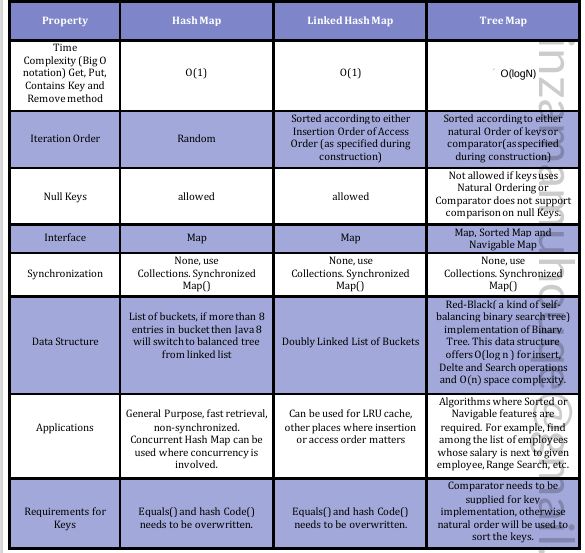 Property
Hash Map
Linked Hash Map
Tree Map
Time
Complexity (Big O
notation) Get, Put,
Contains Key and
Remove method
O(1)
O(1)
O(logN)
Iteration Order
Random
Sorted according to either
Insertion Order of Access
Order (as specified during
construction)
Sorted according to either
natural Order of keys or
comparator(as specified
during construction)
Null Keys
allowed
allowed
Not allowed if keys uses
Natural Ordering or
Comparator does not support
comparison on null Keys.
Interface
Map
Map
Map, Sorted Map and
Navigable Map
Synchronization
None, use
Collections. Synchronized
Map()
None, use
Collections. Synchronized
Map()
None, use
Collections. Synchronized
Map()
Data Structure
List of buckets, if more than 8
entries in bucket then Java 8
will switch to balanced tree
from linked list
Doubly Linked List of Buckets
Red-Black( a kind of self-
balancing binary search tree)
implementation of Binary
Tree. This data structure
offers O(log n ) for insert,
Delte and Search operations
and O(n) space complexity.
Applications
General Purpose, fast retrieval,
non-synchronized.
Concurrent Hash Map can be
used where concurrency is
involved.
Can be used for LRU cache,
other places where insertion
or access order matters
Algorithms where Sorted or
Navigable features are
required. For example, find
among the list of employees
whose salary is next to given
employee, Range Search, etc.
Requirements for
Keys
Equals() and hash Code()
needs to be overwritten.
Equals() and hash Code()
needs to be overwritten.
Comparator needs to be
supplied for key
implementation, otherwise
natural order will be used to
sort the keys.